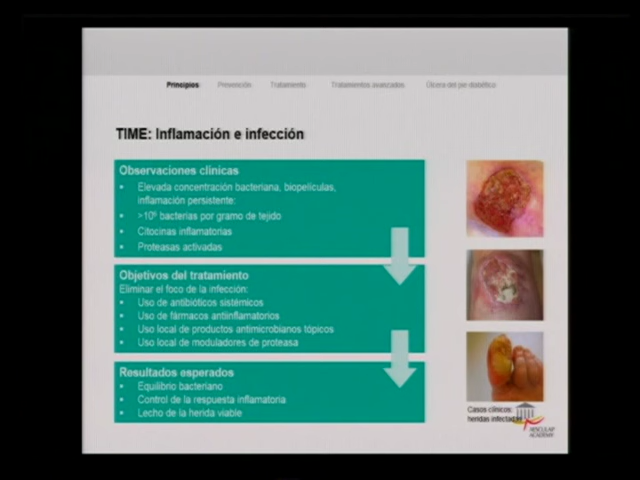 Principios Prevención Tratamiento Tratamientos avanzados Úlcera del pie diabético
TIME: Inflamación e infección
Observaciones clínicas
• Elevada concentración bacteriana, biopelículas,
inflamación persistente:
• >10⁶ bacterias por gramo de tejido
• Citocinas inflamatorias
• Proteasas activadas
Objetivos del tratamiento
Eliminar el foco de la infección:
• Uso de antibióticos sistémicos
• Uso de fármacos antiinflamatorios
• Uso local de productos antimicrobianos tópicos
• Uso local de moduladores de proteasa
Resultados esperados
• Equilibrio bacteriano
• Control de la respuesta inflamatoria
• Lecho de la herida viable
Casos clínicos:
heridas infectadas
AESCULAP
ACADEMY